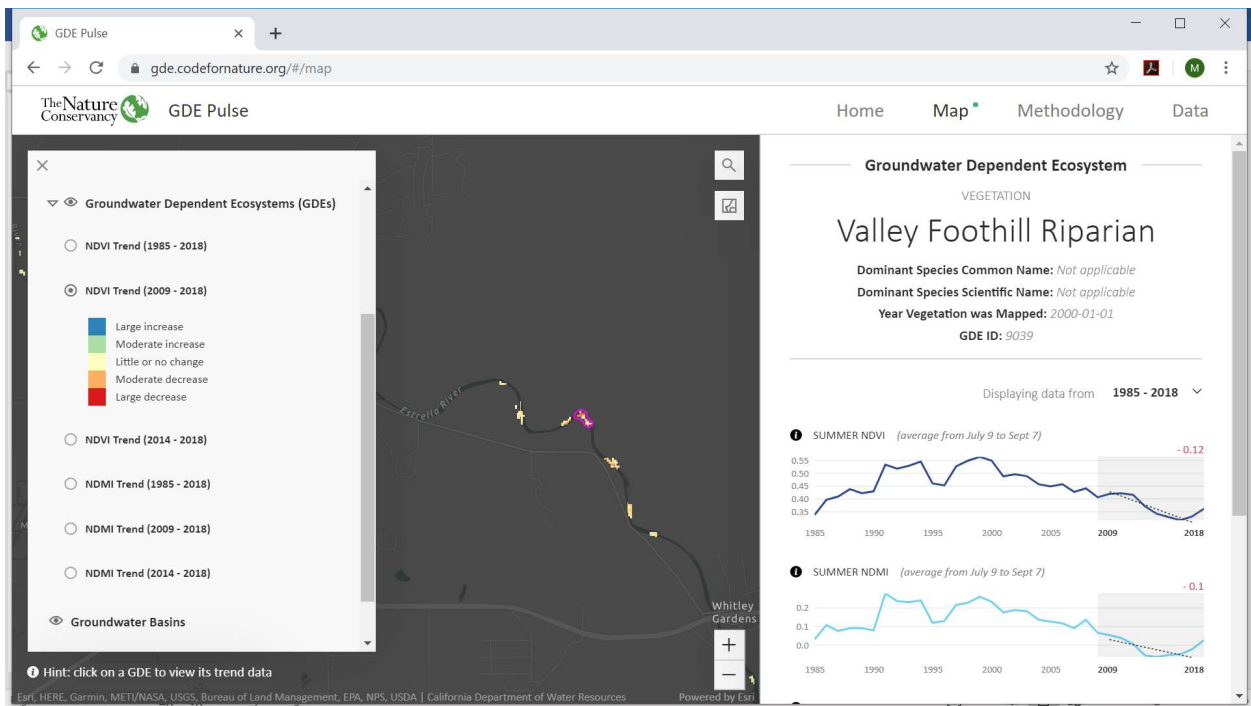 GDE Pulse
gde.codefornature.org/#/map
M
The Nature
Conservancy
GDE Pulse
Home Map Methodology Data
Groundwater Dependent Ecosystems (GDEs)
NDVI Trend (1985 - 2018)
NDVI Trend (2009 - 2018)
Large increase
Moderate increase
Little or no change
Moderate decrease
Large decrease
NDVI Trend (2014 - 2018)
NDMI Trend (1985 - 2018)
NDMI Trend (2009 - 2018)
NDMI Trend (2014 - 2018)
Groundwater Basins
Hint: click on a GDE to view its trend data
Estrella River
Whitley
Gardens
Esri, HERE, Garmin, METI/NASA, USGS, Bureau of Land Management, EPA, NPS, USDA | California Department of Water Resources
Powered by Esri
Groundwater Dependent Ecosystem
VEGETATION
Valley Foothill Riparian
Dominant Species Common Name: Not applicable
Dominant Species Scientific Name: Not applicable
Year Vegetation was Mapped: 2000-01-01
GDE ID: 9039
Displaying data from 1985 - 2018
SUMMER NDVI (average from July 9 to Sept 7)
- 0.12
0.55
0.50
0.45
0.40
0.35
1985 1990 1995 2000 2005 2009 2018
SUMMER NDMI (average from July 9 to Sept 7)
- 0.1
0.2
0.1
0.0
1985 1990 1995 2000 2005 2009 2018